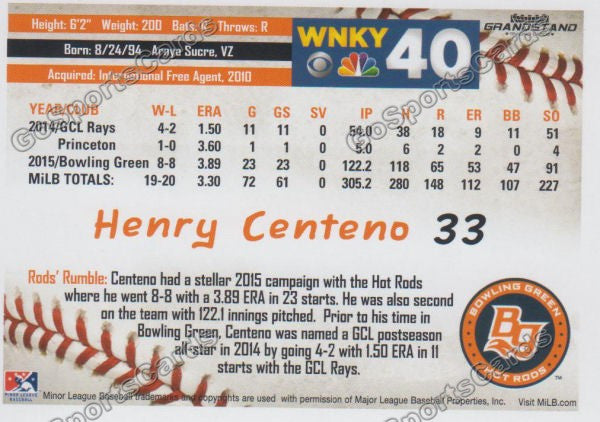 Height: 6'2" Weight: 200 Bats: Throws: R
Born: 8/24/94 Araya Sucre, VZ
Acquired: International Free Agent, 2010
WNKY 40
GRANDSTAND
YEAR/CLUB W-L ERA G GS SV IP H R ER BB SO
2014/GCL Rays 4-2 1.50 11 11 0 54.0 38 18 9 11 51
Princeton 1-0 3.60 1 1 0 5.0 6 2 2 0 4
2015/Bowling Green 8-8 3.89 23 23 0 122.2 118 65 53 47 91
MiLB TOTALS: 19-20 3.30 72 61 0 305.2 280 148 112 107 227
Henry Centeno 33
Rods' Rumble: Centeno had a stellar 2015 campaign with the Hot Rods
where he went 8-8 with a 3.89 ERA in 23 starts. He was also second
on the team with 122.1 innings pitched. Prior to his time in
Bowling Green, Centeno was named a GCL postseason
all-star in 2014 by going 4-2 with 1.50 ERA in 11
starts with the GCL Rays.
BOWLING GREEN
BG
HOT RODS
MINOR LEAGUE
BASEBALL
Minor League Baseball trademarks and copyrights are used with permission of Major League Baseball Properties, Inc. Visit MiLB.com
GoSportsCards